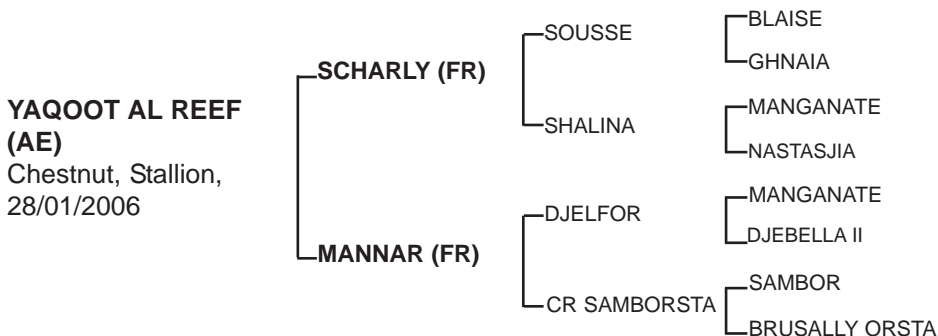 YAQOOT AL REEF
(AE)
Chestnut, Stallion,
28/01/2006
SCHARLY (FR)
MANNAR (FR)
SOUSSE
SHALINA
DJELFOR
CR SAMBORSTA
BLAISE
GHNAIA
MANGANATE
NASTASJIA
MANGANATE
DJEBELLA II
SAMBOR
BRUSALLY ORSTA